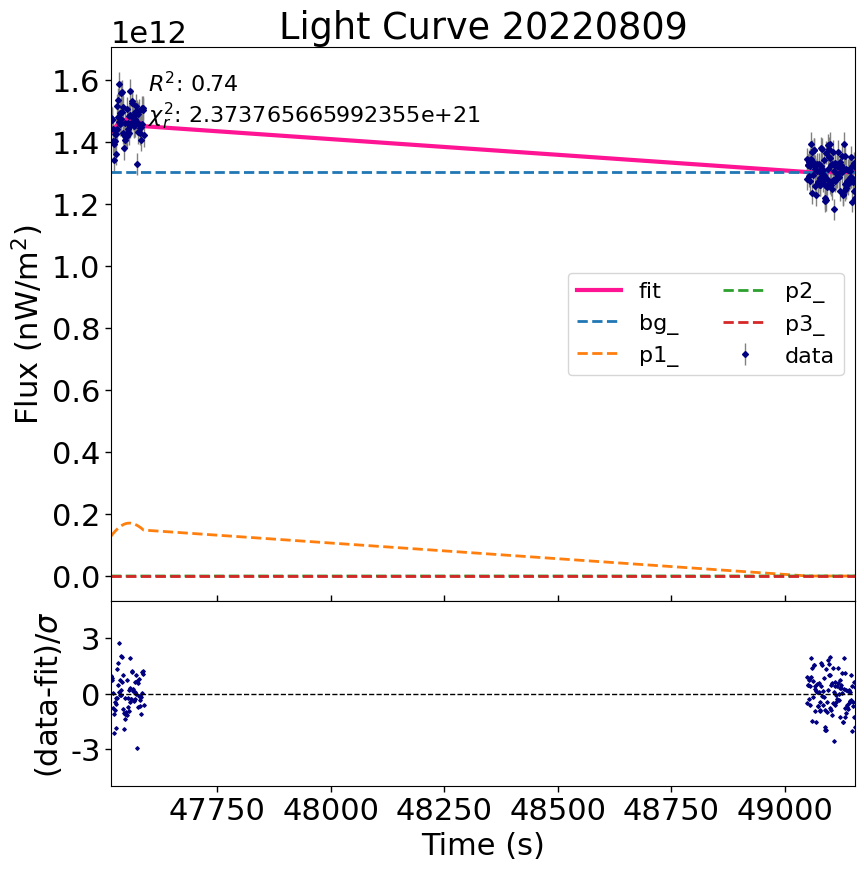 Light Curve 20220809
1e12
R²: 0.74
χ²ᵣ: 2.373765665992355e+21
1.6
1.4
1.2
1.0
0.8
0.6
0.4
0.2
0.0
Flux (nW/m²)
fit
bg_
p1_
p2_
p3_
data
3
0
-3
(data-fit)/σ
47750 48000 48250 48500 48750 49000
Time (s)